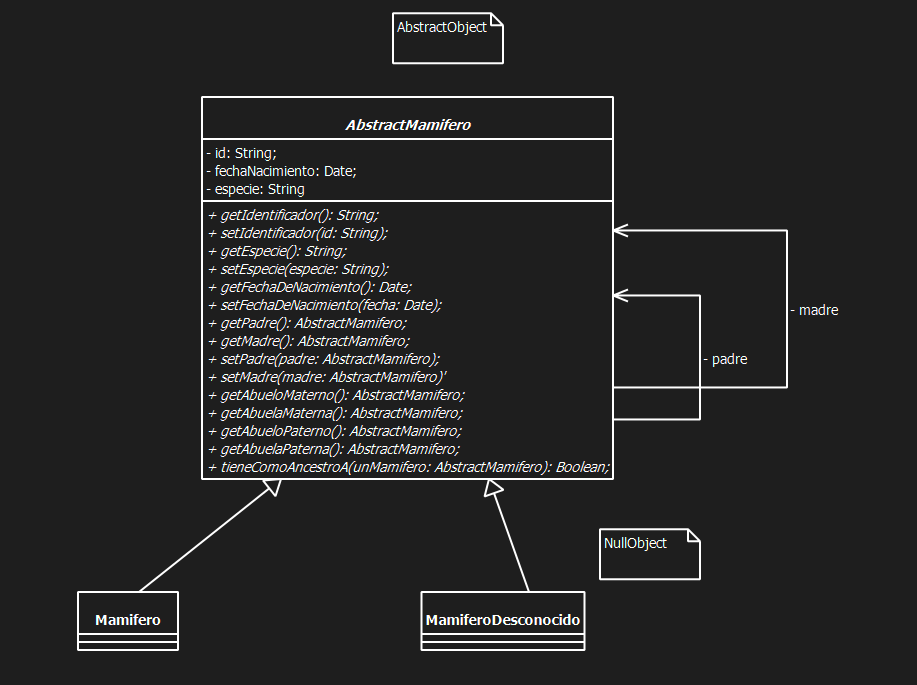 AbstractObject
AbstractMamifero
- id: String;
- fechaNacimiento: Date;
- especie: String
+ getIdentificador(): String;
+ setIdentificador(id: String);
+ getEspecie(): String;
+ setEspecie(especie: String);
+ getFechaDeNacimiento(): Date;
+ setFechaDeNacimiento(fecha: Date);
+ getPadre(): AbstractMamifero;
+ getMadre(): AbstractMamifero;
+ setPadre(padre: AbstractMamifero);
+ setMadre(madre: AbstractMamifero)'
+ getAbueloMaterno(): AbstractMamifero;
+ getAbuelaMaterna(): AbstractMamifero;
+ getAbueloPaterno(): AbstractMamifero;
+ getAbuelaPaterna(): AbstractMamifero;
+ tieneComoAncestroA(unMamifero: AbstractMamifero): Boolean;
- madre
- padre
NullObject
Mamifero
MamiferoDesconocido